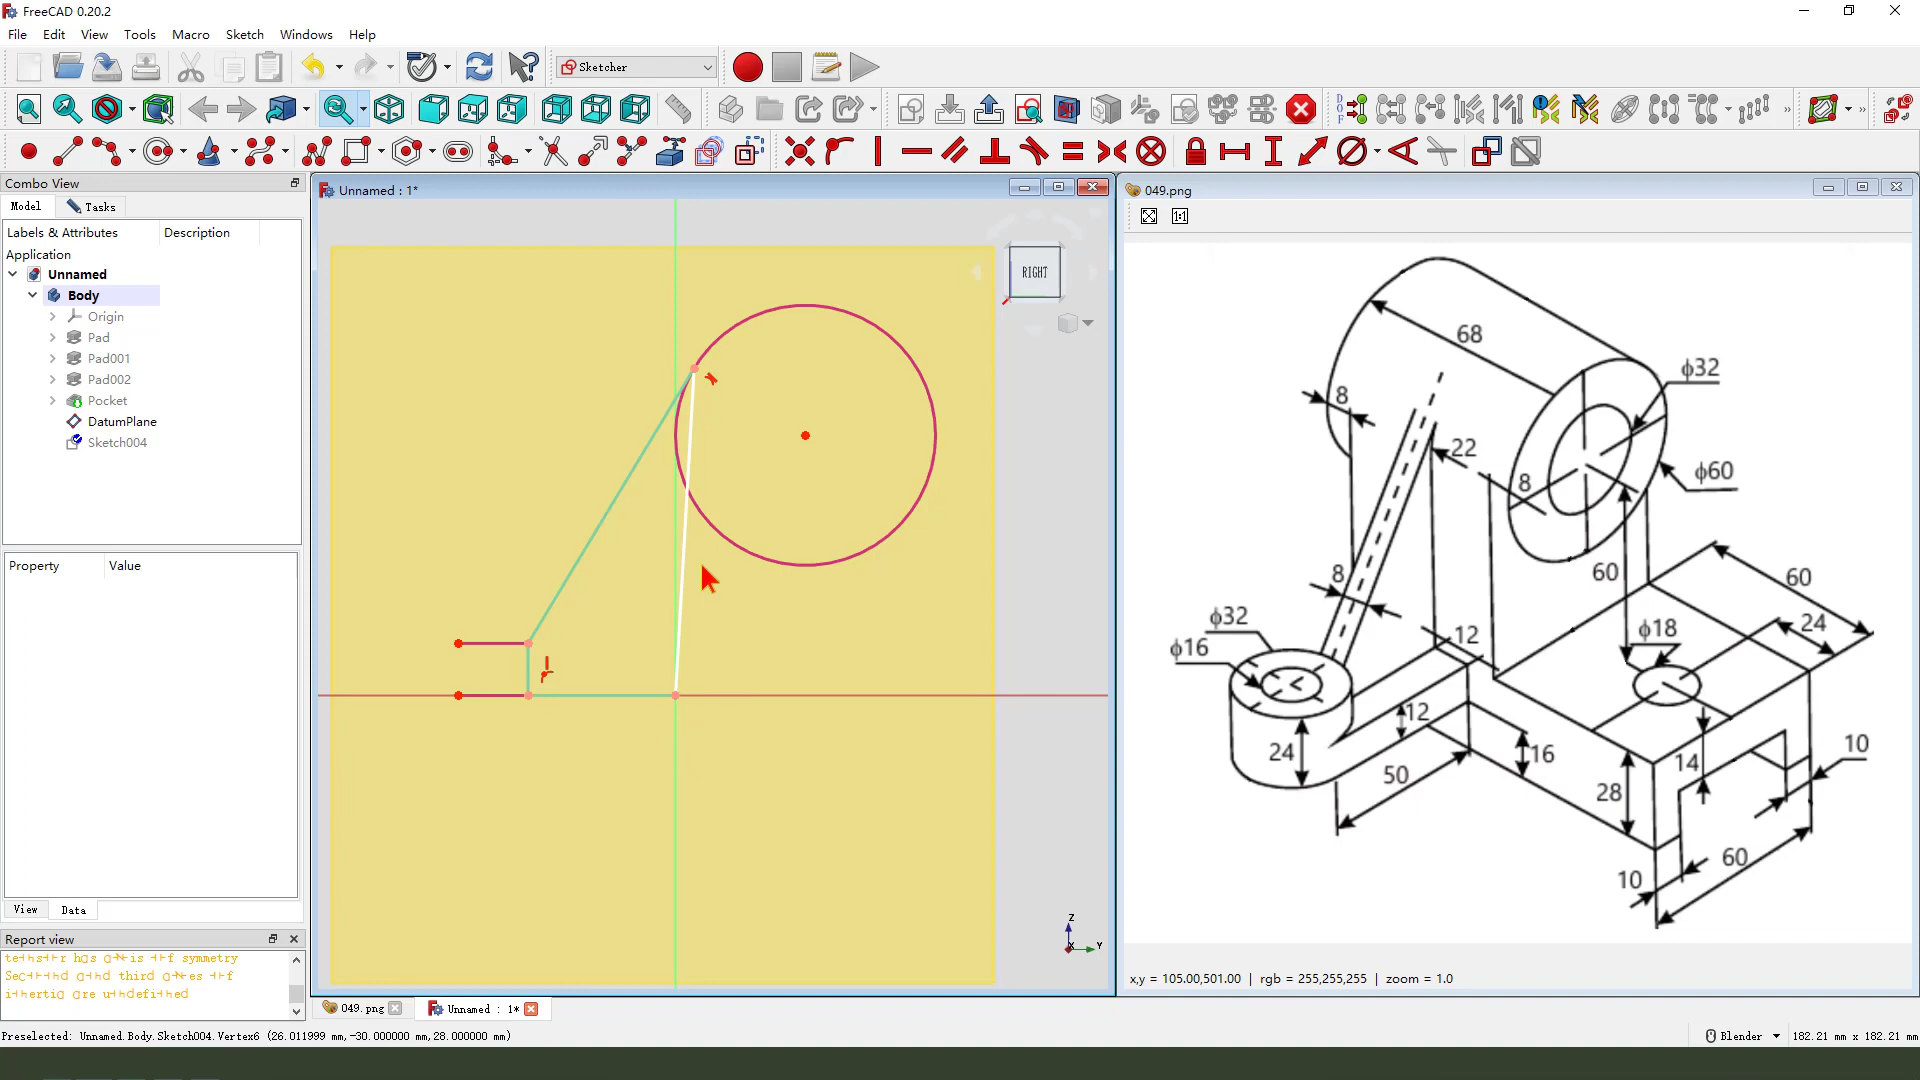 FreeCAD 0.20.2
File Edit View Tools Macro Sketch Windows Help
Sketcher
Combo View
Model Tasks
Labels & Attributes Description
Application
Unnamed
Body
Origin
Pad
Pad001
Pad002
Pocket
DatumPlane
Sketch004
Property Value
View Data
Report view
Unnamed : 1*
RIGHT
Z
Y
X
049.png
1:1
68
ϕ32
8
22
ϕ60
8
60
60
8
24
ϕ32
12
ϕ18
ϕ16
12
24
16
10
14
50
28
60
10
x,y = 105.00,501.00 | rgb = 255,255,255 | zoom = 1.0
049.png Unnamed : 1*
Preselected: Unnamed.Body.Sketch004.Vertex6 (26.011999 mm,-30.000000 mm,28.000000 mm)
Blender 182.21 mm x 182.21 mm